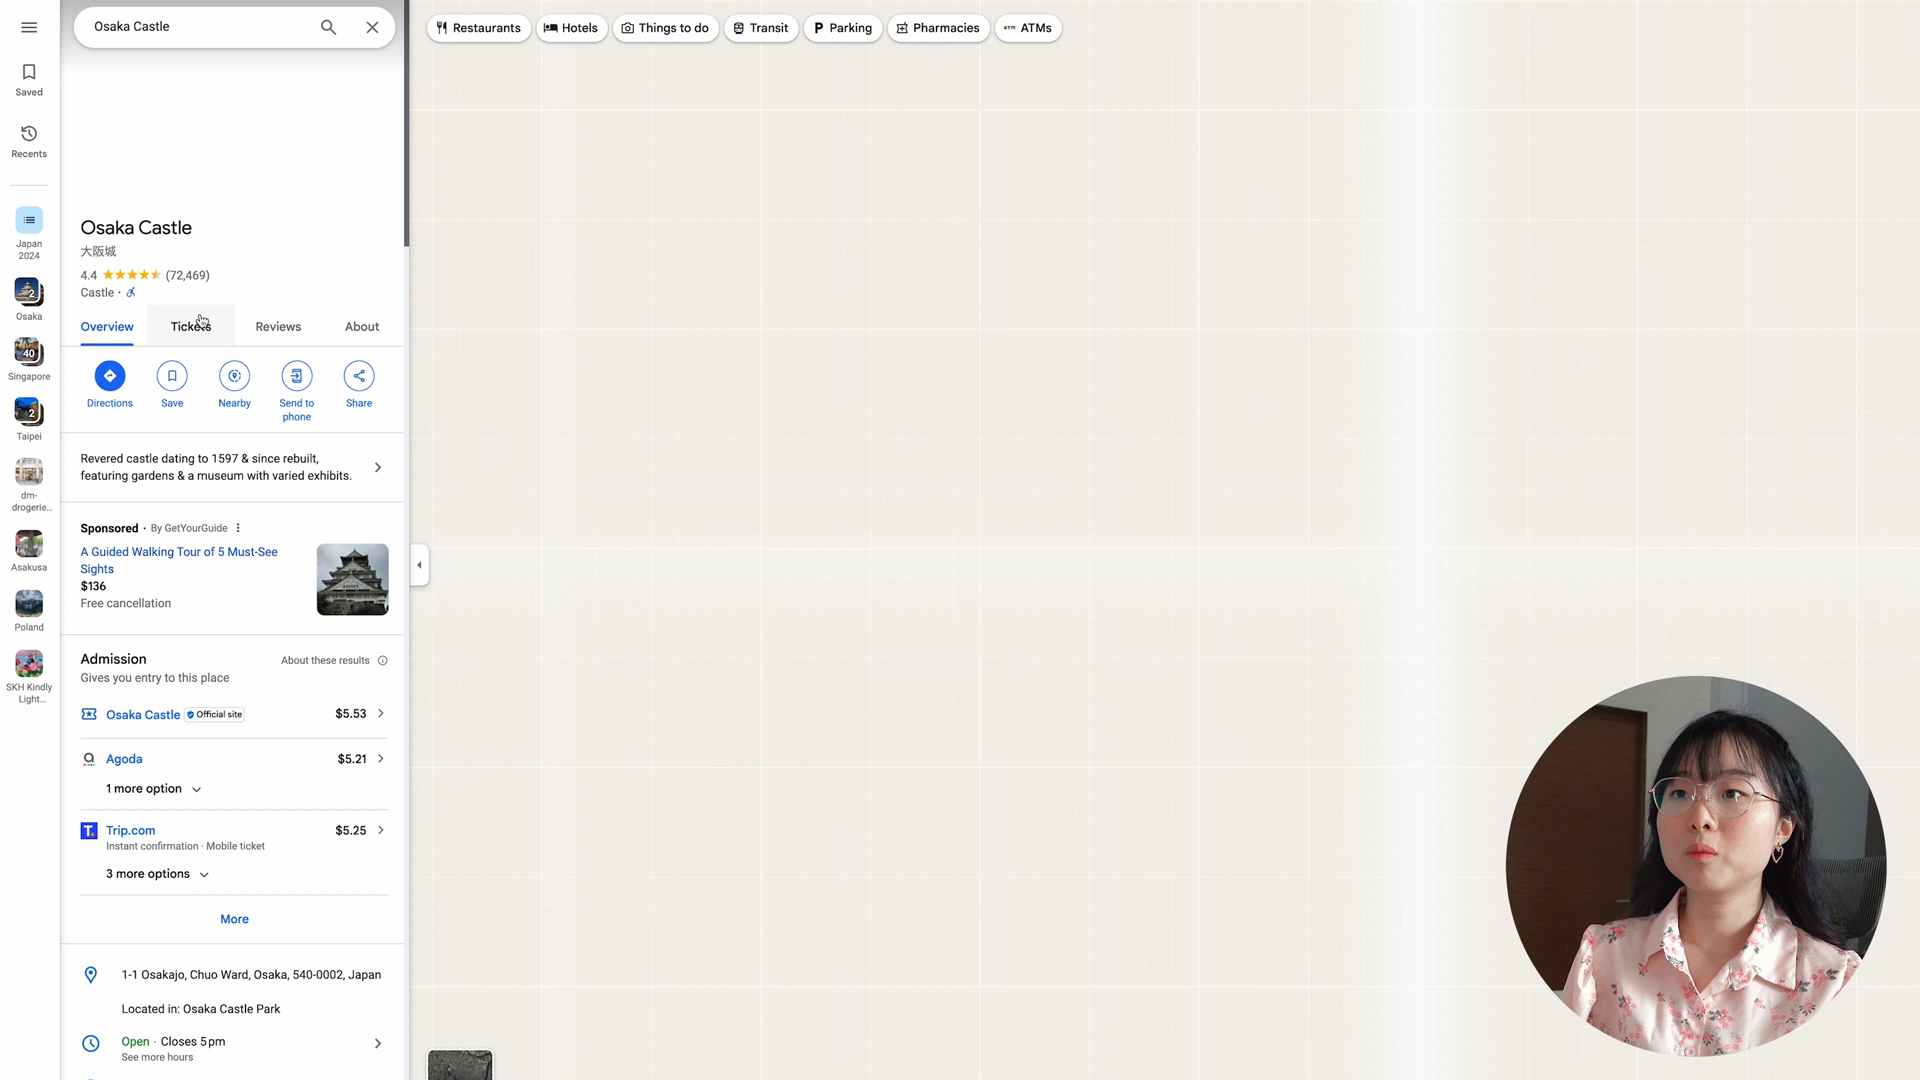 Osaka Castle
Restaurants
Hotels
Things to do
Transit
P Parking
Pharmacies
ATM ATMs
Saved
Recents
Japan
2024
2
Osaka
40
Singapore
2
Taipei
dm-
drogerie...
Asakusa
Poland
SKH Kindly
Light...
Osaka Castle
大阪城
4.4 (72,469)
Castle ·
Overview
Tickets
Reviews
About
Directions
Save
Nearby
Send to
phone
Share
Revered castle dating to 1597 & since rebuilt,
featuring gardens & a museum with varied exhibits.
Sponsored · By GetYourGuide
A Guided Walking Tour of 5 Must-See
Sights
$136
Free cancellation
Admission
About these results
Gives you entry to this place
Osaka Castle Official site $5.53
Agoda $5.21
1 more option
T. Trip.com $5.25
Instant confirmation · Mobile ticket
3 more options
More
1-1 Osakajo, Chuo Ward, Osaka, 540-0002, Japan
Located in: Osaka Castle Park
Open · Closes 5 pm
See more hours